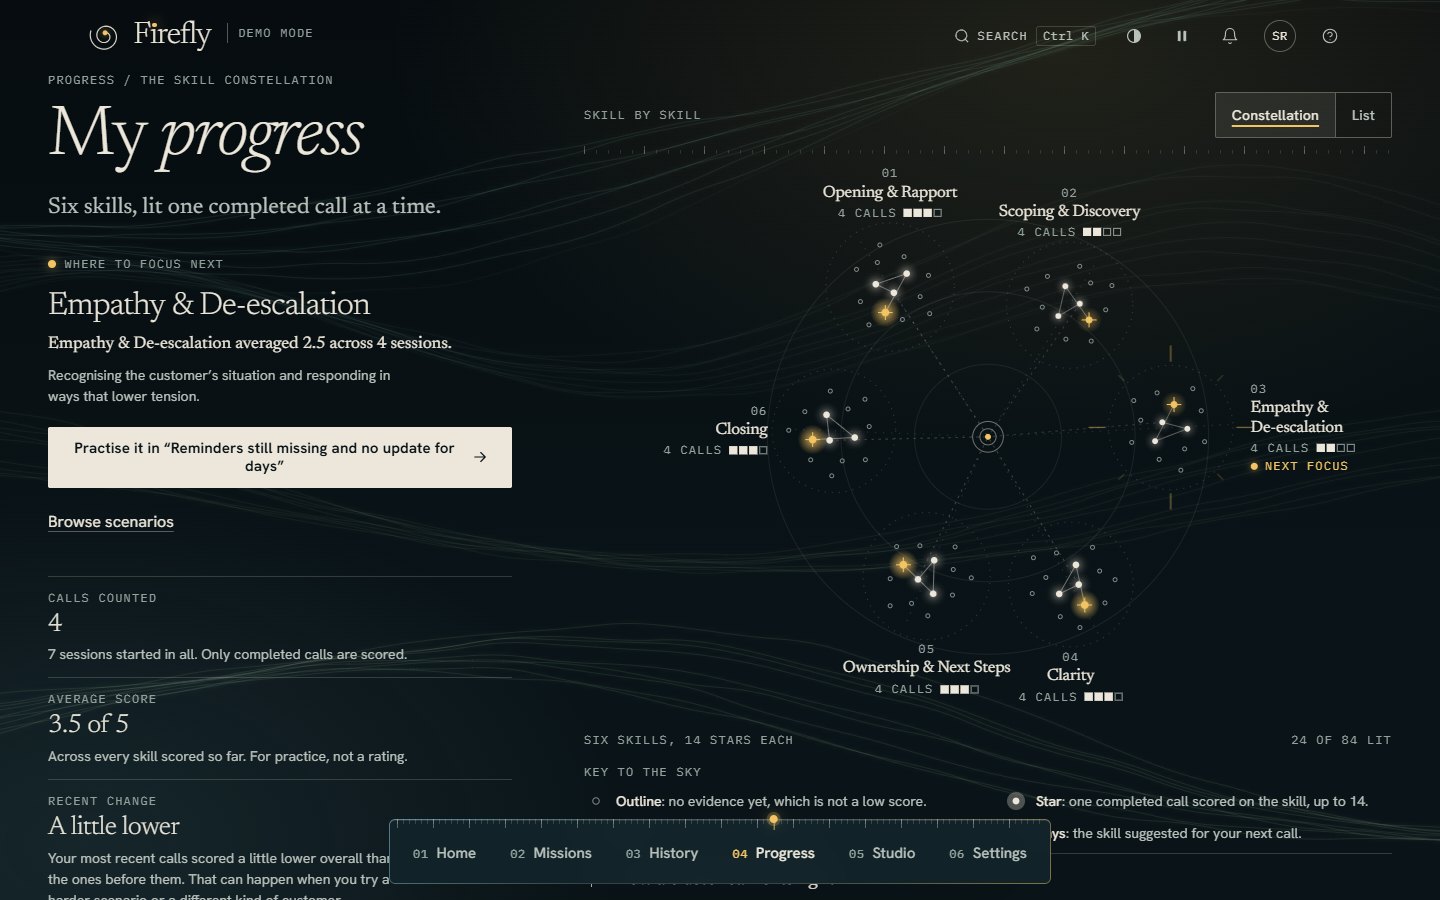 Firefly
DEMO MODE
SEARCH Ctrl K
SR
PROGRESS / THE SKILL CONSTELLATION
My progress
Six skills, lit one completed call at a time.
WHERE TO FOCUS NEXT
Empathy & De-escalation
Empathy & De-escalation averaged 2.5 across 4 sessions.
Recognising the customer’s situation and responding in
ways that lower tension.
Practise it in “Reminders still missing and no update for
days”
Browse scenarios
CALLS COUNTED
4
7 sessions started in all. Only completed calls are scored.
AVERAGE SCORE
3.5 of 5
Across every skill scored so far. For practice, not a rating.
RECENT CHANGE
A little lower
Your most recent calls scored a little lower overall than
the ones before them. That can happen when you try a
harder scenario or a different kind of customer.
SKILL BY SKILL
Constellation
List
01
Opening & Rapport
4 CALLS
02
Scoping & Discovery
4 CALLS
03
Empathy &
De-escalation
4 CALLS
NEXT FOCUS
06
Closing
4 CALLS
05
Ownership & Next Steps
4 CALLS
04
Clarity
4 CALLS
SIX SKILLS, 14 STARS EACH
24 OF 84 LIT
KEY TO THE SKY
Outline: no evidence yet, which is not a low score.
Star: one completed call scored on the skill, up to 14.
the skill suggested for your next call.
01 Home
02 Missions
03 History
04 Progress
05 Studio
06 Settings